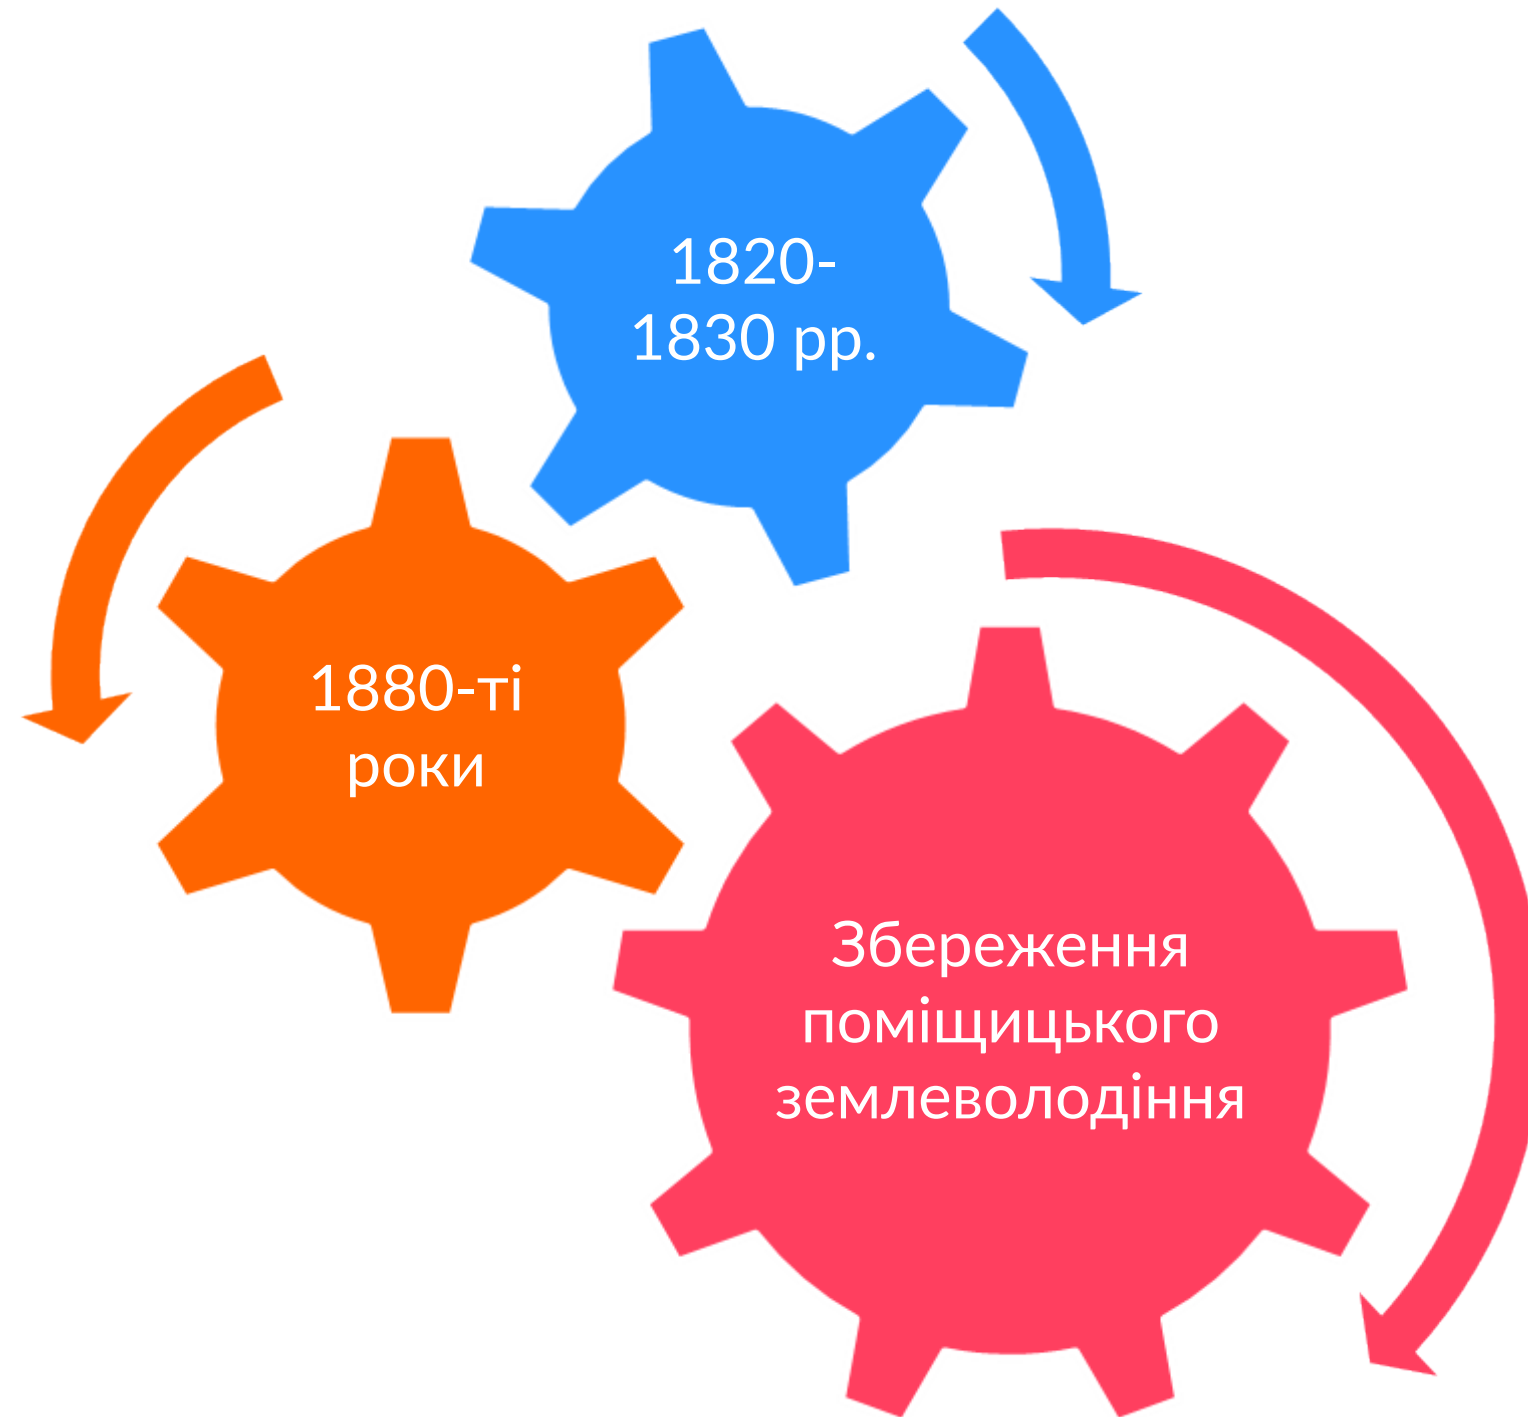 1820-
1830 рр.
1880-ті
роки
Збереження
поміщицького
землеволодіння